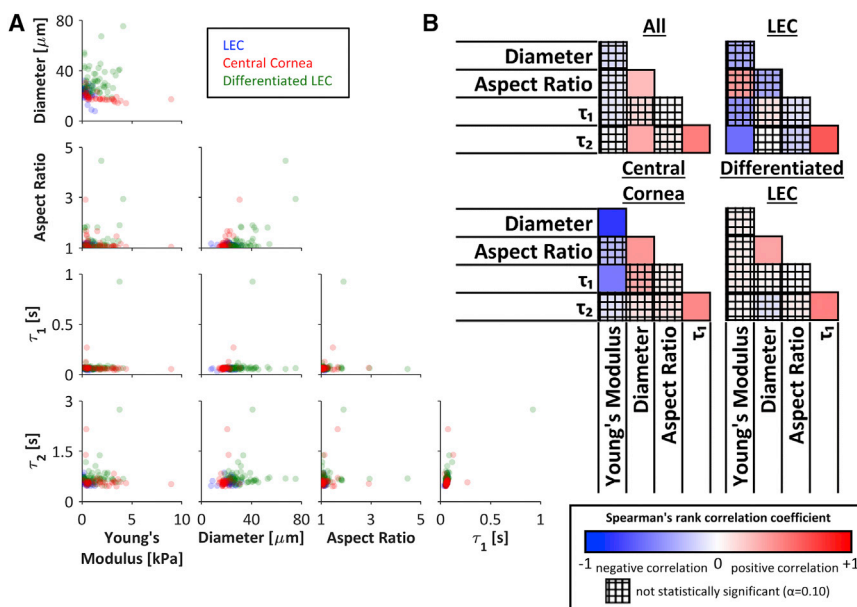 A
80
60
40
20
0
Diameter [μm]
LEC
Central Cornea
Differentiated LEC
5
3
1
Aspect Ratio
1
0.5
0
τ1 [s]
3
1.5
0
τ2 [s]
0 5 10
Young's
Modulus [kPa]
0 40 80
Diameter [μm]
1 3 5
Aspect Ratio
0 0.5 1
τ1 [s]
B
All
LEC
Diameter
Aspect Ratio
τ1
τ2
Central
Cornea
Differentiated
LEC
Diameter
Aspect Ratio
τ1
τ2
Young's Modulus
Diameter
Aspect Ratio
τ1
Young's Modulus
Diameter
Aspect Ratio
τ1
Spearman's rank correlation coefficient
-1 negative correlation 0 positive correlation +1
not statistically significant (α=0.10)